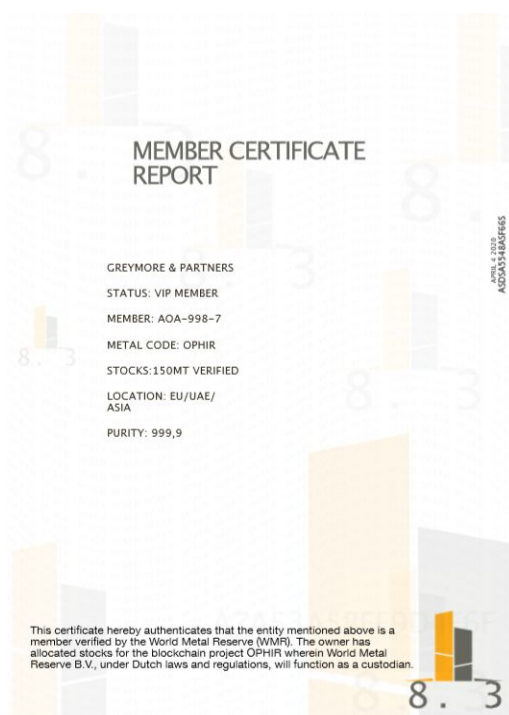 MEMBER CERTIFICATE
REPORT
APRIL 4 2020
ASDSA5548ASF665
GREYMORE & PARTNERS
STATUS: VIP MEMBER
MEMBER: AOA-998-7
METAL CODE: OPHIR
STOCKS:150MT VERIFIED
LOCATION: EU/UAE/
ASIA
PURITY: 999,9
This certificate hereby authenticates that the entity mentioned above is a
member verified by the World Metal Reserve (WMR). The owner has
allocated stocks for the blockchain project OPHIR wherein World Metal
Reserve B.V., under Dutch laws and regulations, will function as a custodian.
8.3